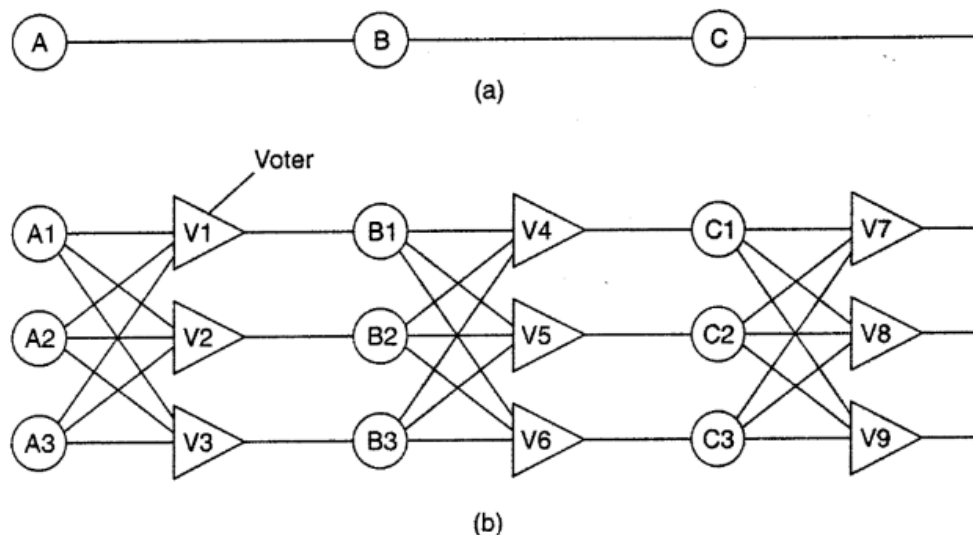 A B C
(a)
Voter
A1 V1 B1 V4 C1 V7
A2 V2 B2 V5 C2 V8
A3 V3 B3 V6 C3 V9
(b)